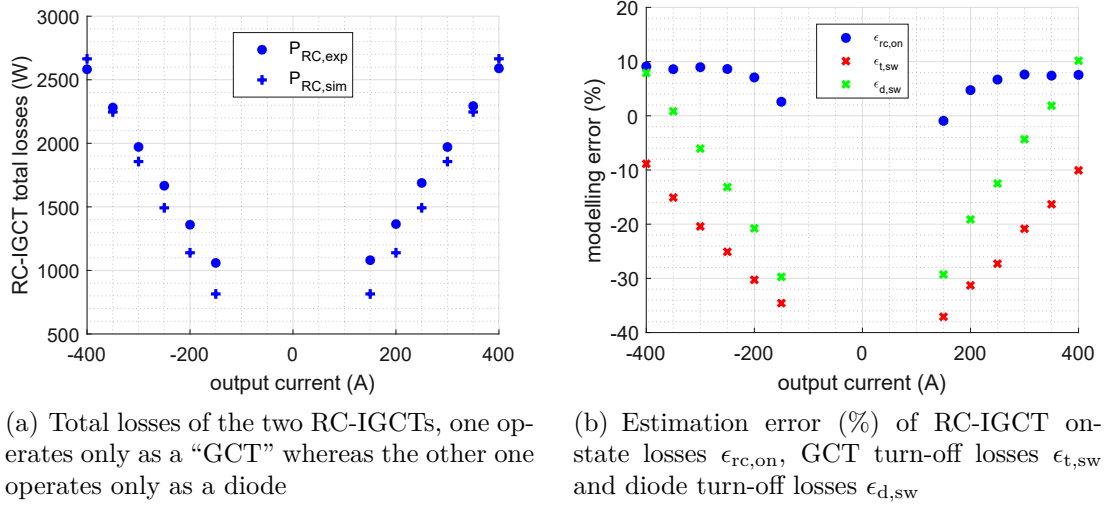 3000
2500
2000
1500
1000
500
-400
-200
0
200
400
RC-IGCT total losses (W)
output current (A)
P_RC,exp
P_RC,sim
20
10
0
-10
-20
-30
-40
-400
-200
0
200
400
modelling error (%)
output current (A)
ϵ_rc,on
ϵ_t,sw
ϵ_d,sw
(a) Total losses of the two RC-IGCTs, one op-
erates only as a “GCT” whereas the other one
operates only as a diode
(b) Estimation error (%) of RC-IGCT on-
state losses ϵ_rc,on, GCT turn-off losses ϵ_t,sw
and diode turn-off losses ϵ_d,sw